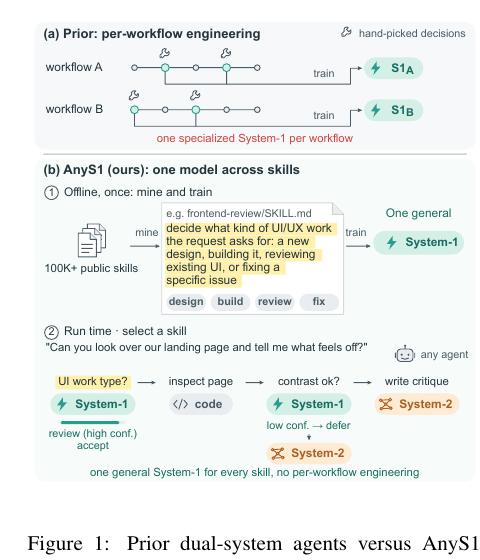 (a) Prior: per-workflow engineering
hand-picked decisions
workflow A
train
S1A
workflow B
train
S1B
one specialized System-1 per workflow
(b) AnyS1 (ours): one model across skills
1 Offline, once: mine and train
e.g. frontend-review/SKILL.md
decide what kind of UI/UX work
the request asks for: a new
design, building it, reviewing
existing UI, or fixing a
specific issue
design build review fix
mine
100K+ public skills
train
One general
System-1
2 Run time · select a skill
"Can you look over our landing page and tell me what feels off?"
any agent
UI work type? inspect page contrast ok? write critique
System-1 </> code System-1 System-2
review (high conf.)
accept
low conf. → defer
System-2
one general System-1 for every skill, no per-workflow engineering
Figure 1: Prior dual-system agents versus AnyS1